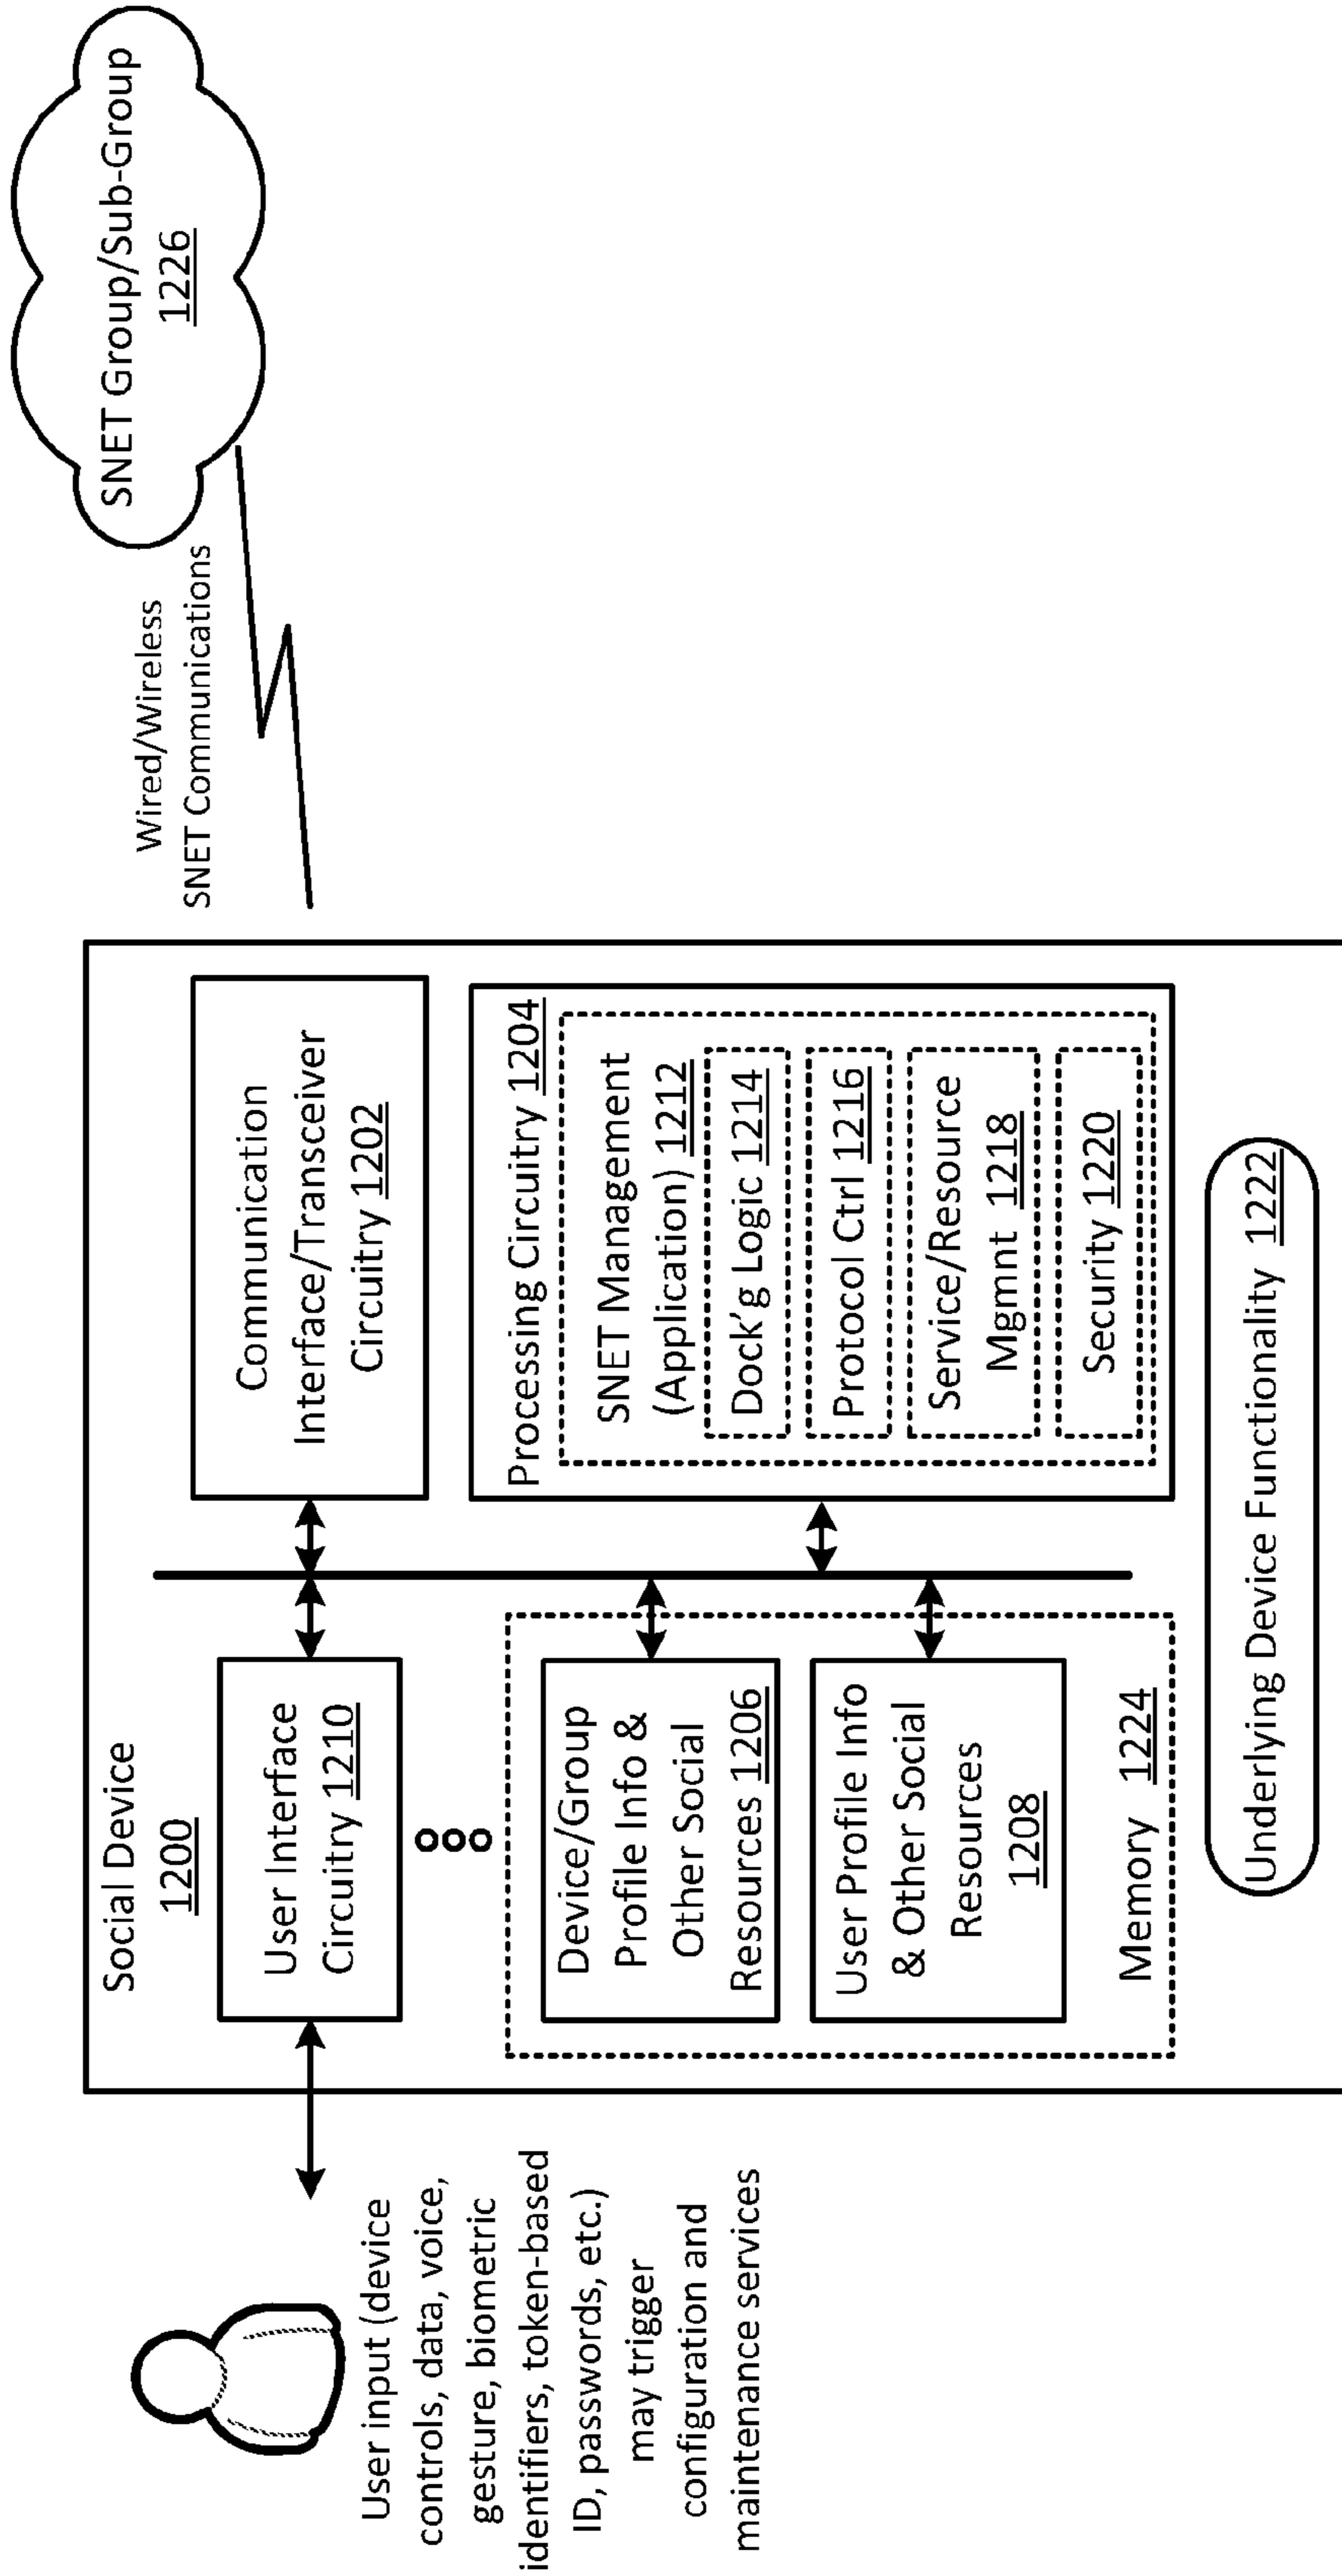 SNET Group/Sub-Group
1226
Wired/Wireless
SNET Communications
Social Device
1200
User Interface
Circuitry 1210
Communication
Interface/Transceiver
Circuitry 1202
User input (device
controls, data, voice,
gesture, biometric
identifiers, token-based
ID, passwords, etc.)
may trigger
configuration and
maintenance services
Device/Group
Profile Info &
Other Social
Resources 1206
User Profile Info
& Other Social
Resources
1208
Memory 1224
Processing Circuitry 1204
SNET Management
(Application) 1212
Dock'g Logic 1214
Protocol Ctrl 1216
Service/Resource
Mgmnt 1218
Security 1220
Underlying Device Functionality 1222